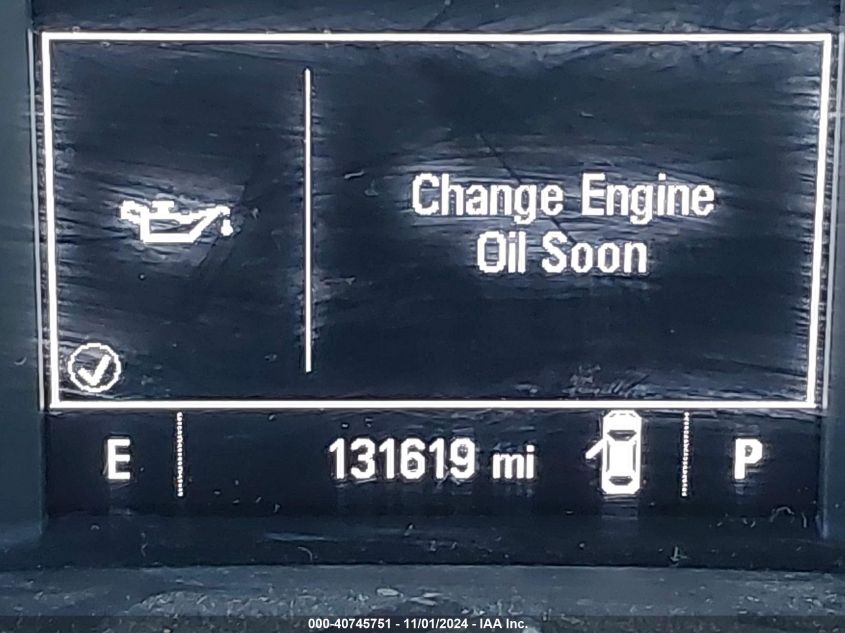 Change Engine
Oil Soon
E 131619 mi P
000-40745751 - 11/01/2024 - IAA Inc.